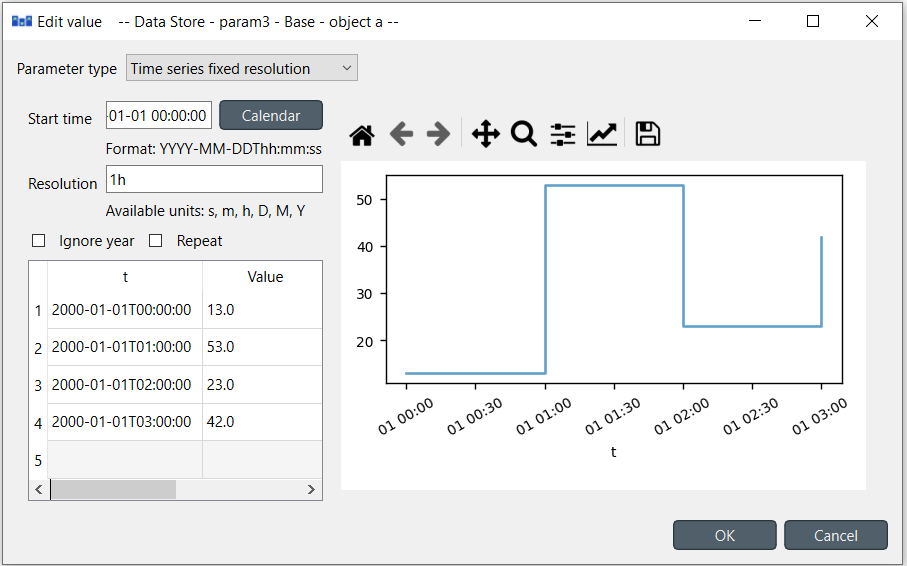 Edit value -- Data Store - param3 - Base - object a --
Parameter type Time series fixed resolution
Start time -01-01 00:00:00 Calendar
Format: YYYY-MM-DDThh:mm:ss
Resolution 1h
Available units: s, m, h, D, M, Y
Ignore year Repeat
t Value
1 2000-01-01T00:00:00 13.0
2 2000-01-01T01:00:00 53.0
3 2000-01-01T02:00:00 23.0
4 2000-01-01T03:00:00 42.0
5
50
40
30
20
01 00:00 01 00:30 01 01:00 01 01:30 01 02:00 01 02:30 01 03:00
t
OK Cancel